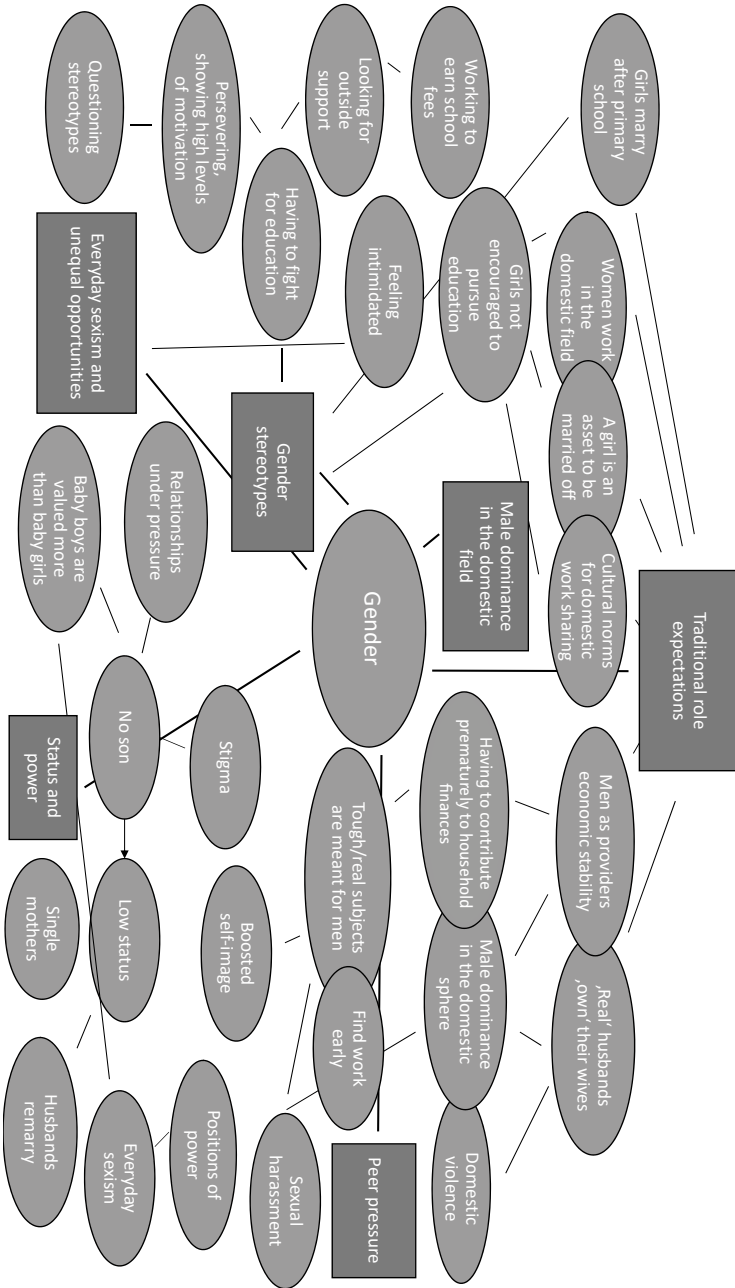 Traditional role
expectations
Girls marry
after primary
school
Women work
in the
domestic field
A girl is an
asset to be
married off
Cultural norms
for domestic
work sharing
Men as providers
economic stability
‚Real‘ husbands
‚own‘ their wives
Working to
earn school
fees
Girls not
encouraged to
pursue
education
Male dominance
in the domestic
field
Having to contribute
prematurely to household
finances
Male dominance
in the domestic
sphere
Domestic
violence
Looking for
outside
support
Feeling
intimidated
Gender
Tough/real subjects
are meant for men
Find work
early
Peer pressure
Having to fight
for education
Gender
stereotypes
Stigma
Boosted
self-image
Sexual
harassment
Persevering,
showing high levels
of motivation
Relationships
under pressure
No son
Low status
Positions of
power
Questioning
stereotypes
Everyday sexism and
unequal opportunities
Baby boys are
valued more
than baby girls
Status and
power
Single
mothers
Everyday
sexism
Husbands
remarry